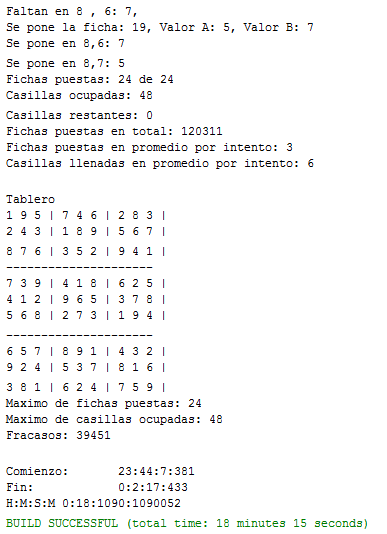 Faltan en 8 , 6: 7,
Se pone la ficha: 19, Valor A: 5, Valor B: 7
Se pone en 8,6: 7
Se pone en 8,7: 5
Fichas puestas: 24 de 24
Casillas ocupadas: 48
Casillas restantes: 0
Fichas puestas en total: 120311
Fichas puestas en promedio por intento: 3
Casillas llenadas en promedio por intento: 6
Tablero
1 9 5 | 7 4 6 | 2 8 3 |
2 4 3 | 1 8 9 | 5 6 7 |
8 7 6 | 3 5 2 | 9 4 1 |
---------------------
7 3 9 | 4 1 8 | 6 2 5 |
4 1 2 | 9 6 5 | 3 7 8 |
5 6 8 | 2 7 3 | 1 9 4 |
---------------------
6 5 7 | 8 9 1 | 4 3 2 |
9 2 4 | 5 3 7 | 8 1 6 |
3 8 1 | 6 2 4 | 7 5 9 |
Maximo de fichas puestas: 24
Maximo de casillas ocupadas: 48
Fracasos: 39451
Comienzo: 23:44:7:381
Fin: 0:2:17:433
H:M:S:M 0:18:1090:1090052
BUILD SUCCESSFUL (total time: 18 minutes 15 seconds)